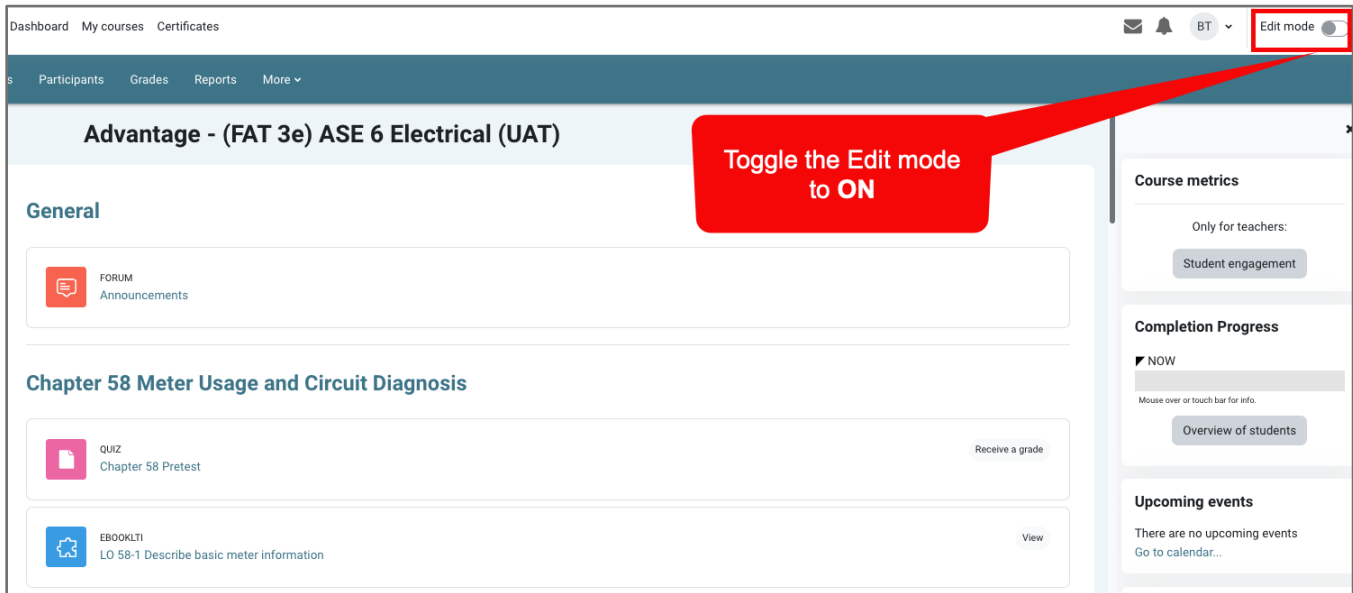 Dashboard My courses Certificates
BT
Edit mode
s Participants Grades Reports More
Advantage - (FAT 3e) ASE 6 Electrical (UAT)
Toggle the Edit mode
to ON
General
FORUM
Announcements
Chapter 58 Meter Usage and Circuit Diagnosis
QUIZ
Chapter 58 Pretest
Receive a grade
EBOOKLTI
LO 58-1 Describe basic meter information
View
Course metrics
Only for teachers:
Student engagement
Completion Progress
NOW
Mouse over or touch bar for info.
Overview of students
Upcoming events
There are no upcoming events
Go to calendar...